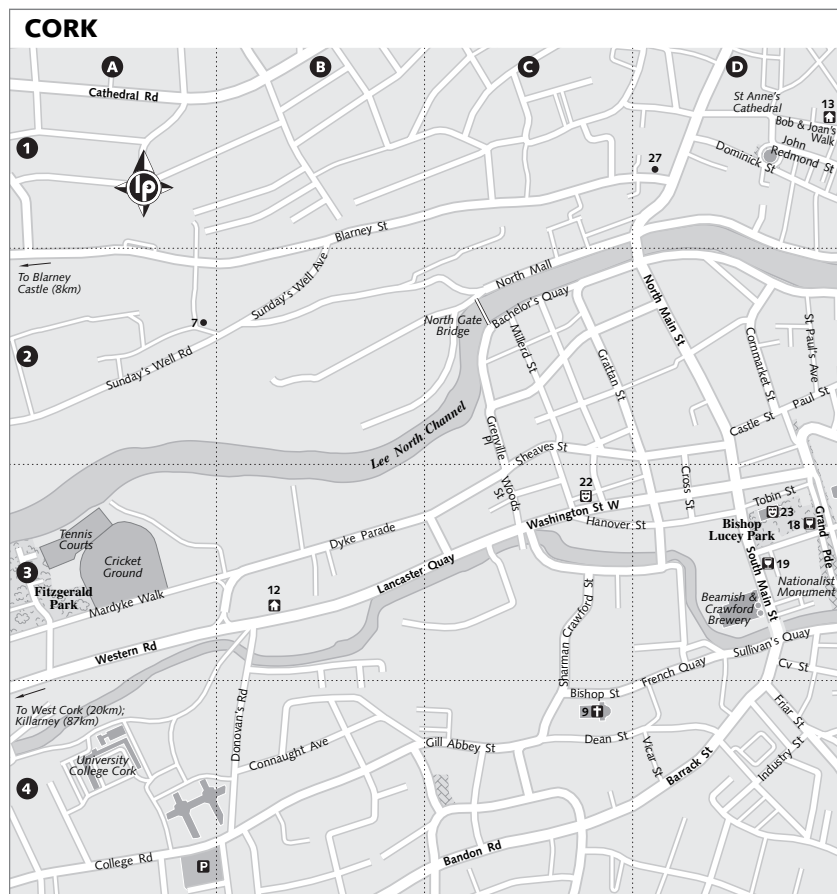 CORK
A
B
C
D
Cathedral Rd
St Anne's
Cathedral
13
Bob & Joan's
Walk
John
Redmond St
Dominick St
1
lp
27
Blarney St
To Blarney
Castle (8km)
Sunday's Well Ave
North Mall
Bachelor's Quay
North Gate
Bridge
7
2
Sunday's Well Rd
Millerd St
Grattan St
North Main St
Cornmarket St
St Paul's Ave
Paul St
Castle St
Lee North Channel
Grenville Pl
Sheaves St
Woods St
22
Cross St
Washington St W
Hanover St
Tobin St
23
18
Grand Pde
Bishop
Lucey Park
Tennis
Courts
Cricket
Ground
Dyke Parade
3
Fitzgerald
Park
Mardyke Walk
12
Lancaster Quay
19
South Main St
Nationalist
Monument
Beamish &
Crawford
Brewery
Western Rd
Sharman Crawford St
Sullivan's Quay
French Quay
Cv St
To West Cork (20km);
Killarney (87km)
Donovan's Rd
Bishop St
9
Friar St
University
College Cork
Connaught Ave
Gill Abbey St
Dean St
Vicar St
Barrack St
Industry St
4
College Rd
P
Bandon Rd